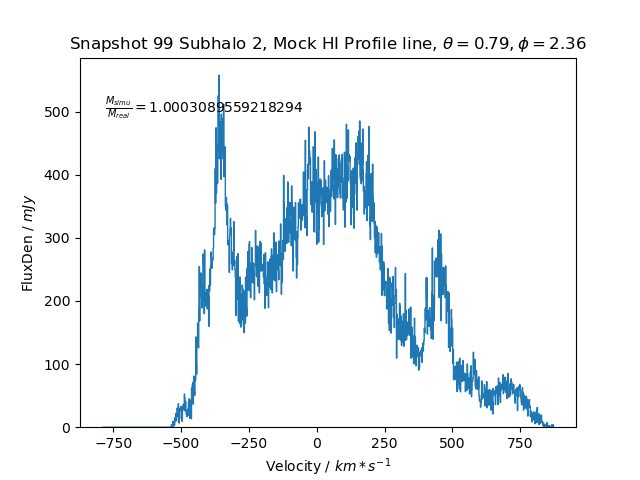 Snapshot 99 Subhalo 2, Mock HI Profile line, θ = 0.79, ϕ = 2.36
M_simu/M_real = 1.0003089559218294
FluxDen / mJy
500
400
300
200
100
0
−750 −500 −250 0 250 500 750
Velocity / km * s⁻¹